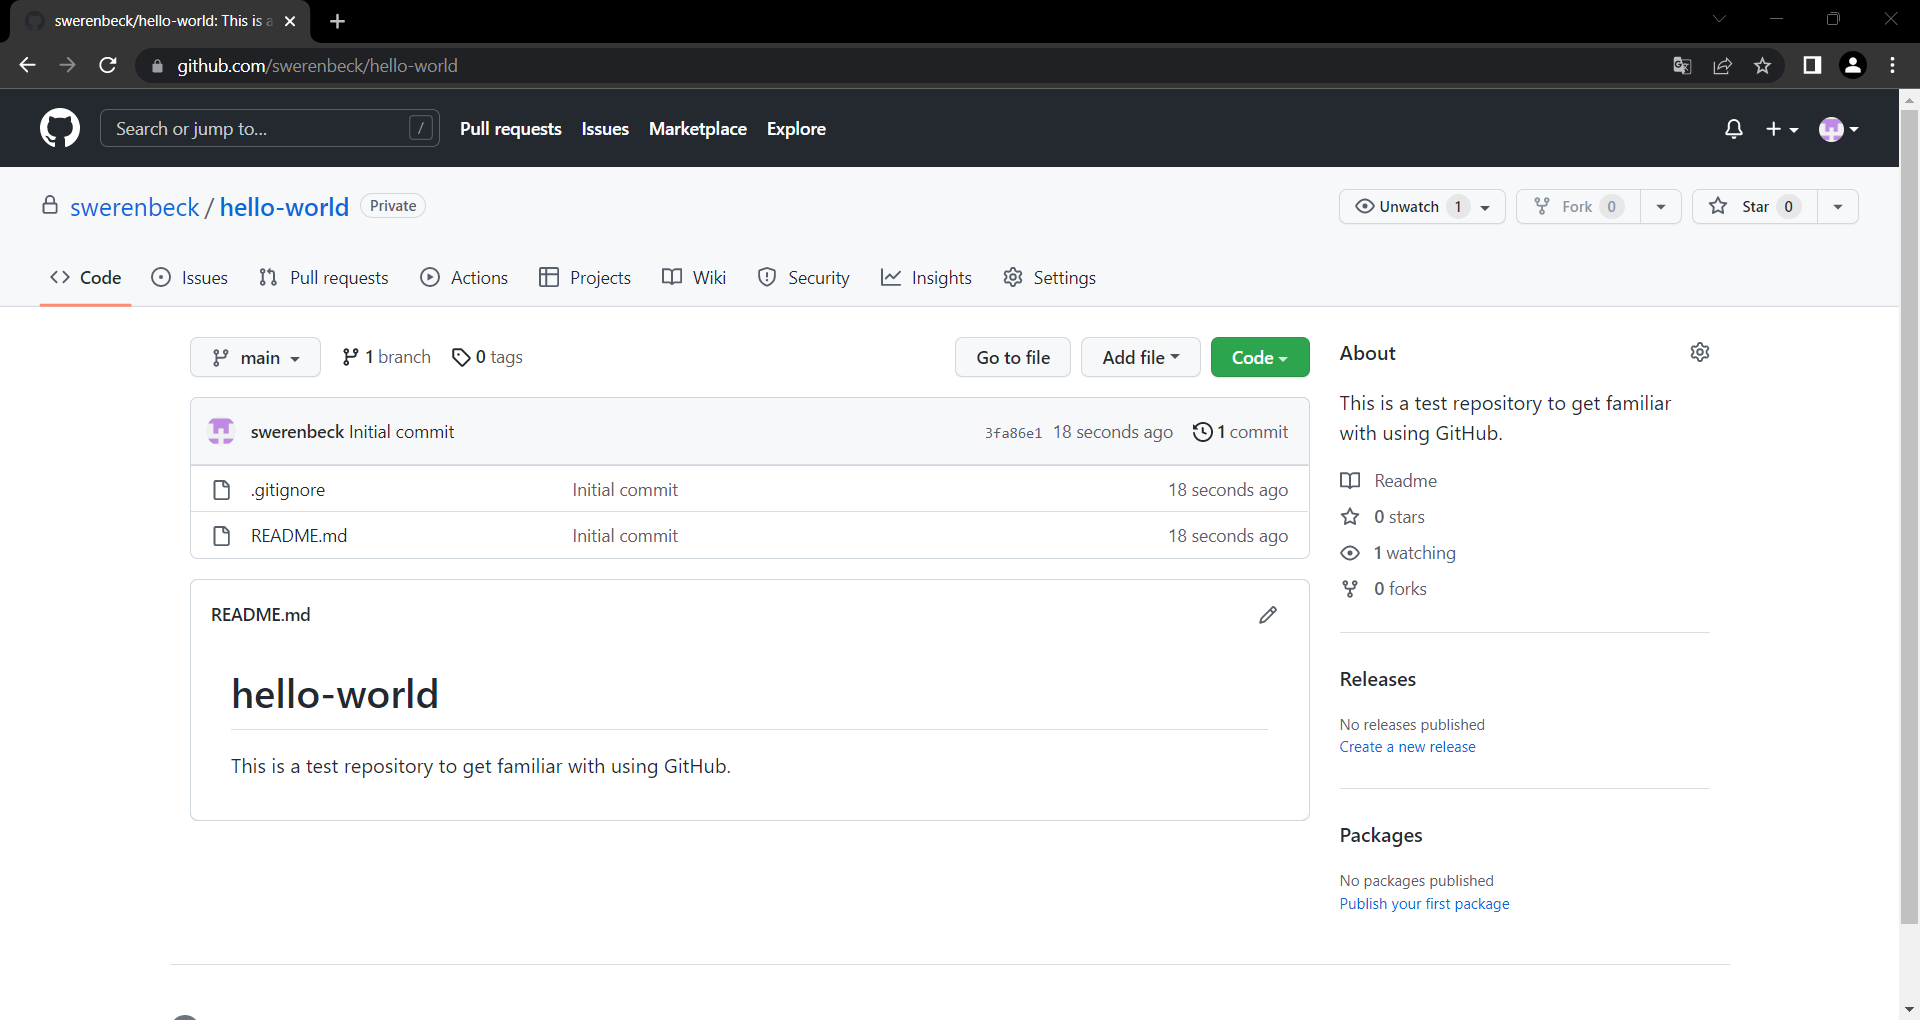 swerenbeck/hello-world: This is a
github.com/swerenbeck/hello-world
Search or jump to... /
Pull requests Issues Marketplace Explore
swerenbeck / hello-world Private
Unwatch 1 Fork 0 Star 0
Code Issues Pull requests Actions Projects Wiki Security Insights Settings
main 1 branch 0 tags Go to file Add file Code
swerenbeck Initial commit 3fa86e1 18 seconds ago 1 commit
.gitignore Initial commit 18 seconds ago
README.md Initial commit 18 seconds ago
README.md
hello-world
This is a test repository to get familiar with using GitHub.
About
This is a test repository to get familiar
with using GitHub.
Readme
0 stars
1 watching
0 forks
Releases
No releases published
Create a new release
Packages
No packages published
Publish your first package